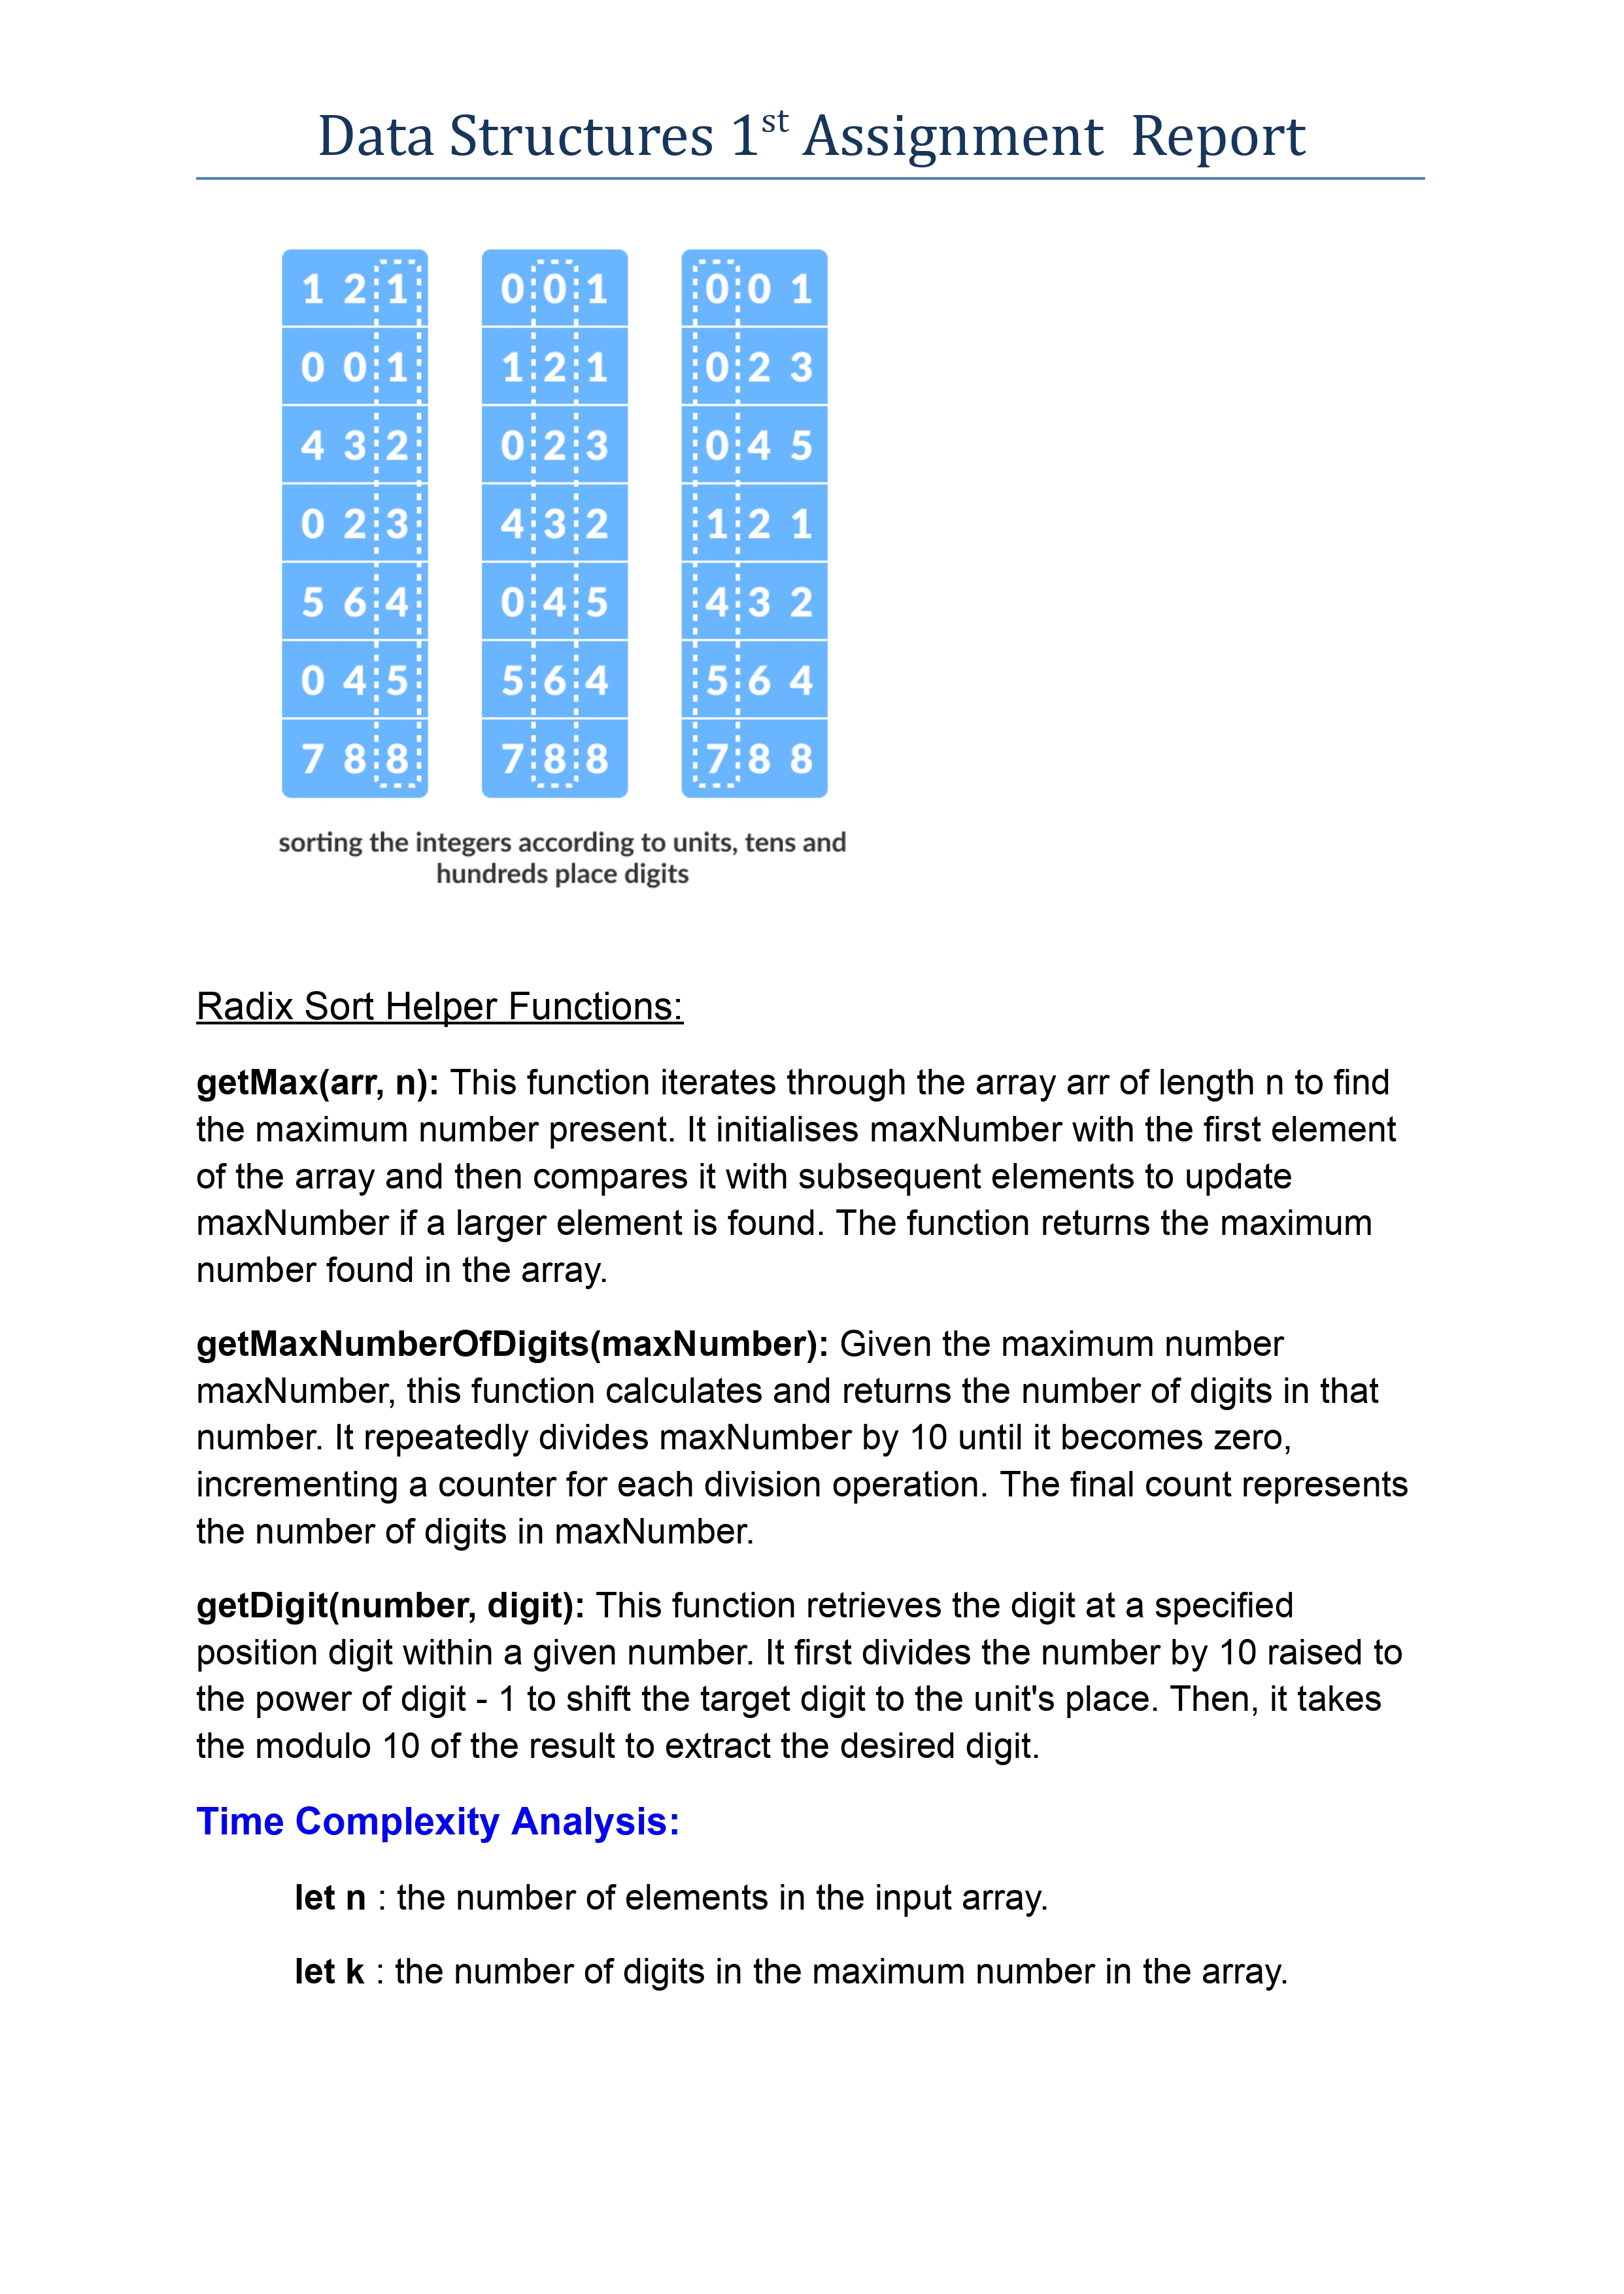 Data Structures 1st Assignment Report
1 2 1 0 0 1 0 0 1
0 0 1 1 2 1 0 2 3
4 3 2 0 2 3 0 4 5
0 2 3 4 3 2 1 2 1
5 6 4 0 4 5 4 3 2
0 4 5 5 6 4 5 6 4
7 8 8 7 8 8 7 8 8
sorting the integers according to units, tens and
hundreds place digits
Radix Sort Helper Functions:
getMax(arr, n): This function iterates through the array arr of length n to find
the maximum number present. It initialises maxNumber with the first element
of the array and then compares it with subsequent elements to update
maxNumber if a larger element is found. The function returns the maximum
number found in the array.
getMaxNumberOfDigits(maxNumber): Given the maximum number
maxNumber, this function calculates and returns the number of digits in that
number. It repeatedly divides maxNumber by 10 until it becomes zero,
incrementing a counter for each division operation. The final count represents
the number of digits in maxNumber.
getDigit(number, digit): This function retrieves the digit at a specified
position digit within a given number. It first divides the number by 10 raised to
the power of digit - 1 to shift the target digit to the unit's place. Then, it takes
the modulo 10 of the result to extract the desired digit.
Time Complexity Analysis:
let n : the number of elements in the input array.
let k : the number of digits in the maximum number in the array.